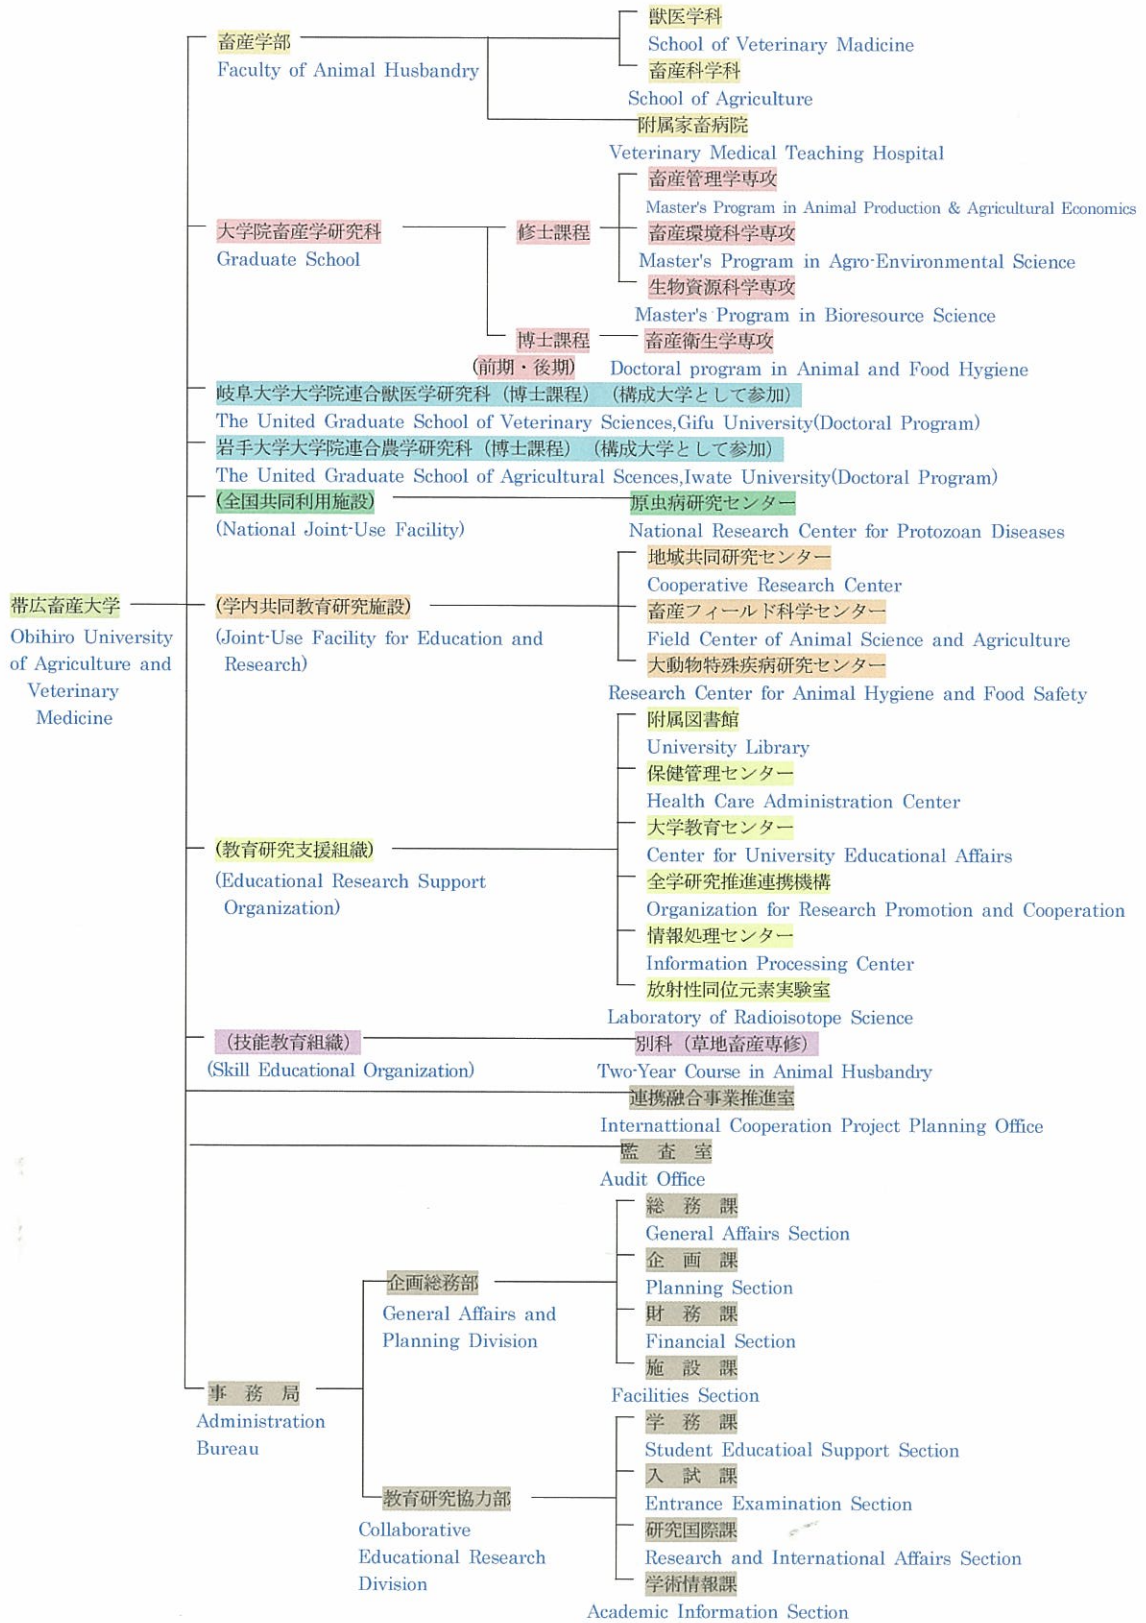 獣医学科
School of Veterinary Madicine
畜産学部
Faculty of Animal Husbandry
畜産科学科
School of Agriculture
附属家畜病院
Veterinary Medical Teaching Hospital
畜産管理学専攻
Master's Program in Animal Production & Agricultural Economics
大学院畜産学研究科
Graduate School
修士課程
畜産環境科学専攻
Master's Program in Agro-Environmental Science
生物資源科学専攻
Master's Program in Bioresource Science
博士課程
(前期・後期)
畜産衛生学専攻
Doctoral program in Animal and Food Hygiene
岐阜大学大学院連合獣医学研究科(博士課程)(構成大学として参加)
The United Graduate School of Veterinary Sciences,Gifu University(Doctoral Program)
岩手大学大学院連合農学研究科(博士課程)(構成大学として参加)
The United Graduate School of Agricultural Scences,Iwate University(Doctoral Program)
(全国共同利用施設)
(National Joint-Use Facility)
原虫病研究センター
National Research Center for Protozoan Diseases
帯広畜産大学
Obihiro University
of Agriculture and
Veterinary
Medicine
(学内共同教育研究施設)
(Joint-Use Facility for Education and
Research)
地域共同研究センター
Cooperative Research Center
畜産フィールド科学センター
Field Center of Animal Science and Agriculture
大動物特殊疾病研究センター
Research Center for Animal Hygiene and Food Safety
(教育研究支援組織)
(Educational Research Support
Organization)
附属図書館
University Library
保健管理センター
Health Care Administration Center
大学教育センター
Center for University Educational Affairs
全学研究推進連携機構
Organization for Research Promotion and Cooperation
情報処理センター
Information Processing Center
放射性同位元素実験室
Laboratory of Radioisotope Science
(技能教育組織)
(Skill Educational Organization)
別科(草地畜産専修)
Two-Year Course in Animal Husbandry
連携融合事業推進室
Internattional Cooperation Project Planning Office
監 査 室
Audit Office
事 務 局
Administration
Bureau
企画総務部
General Affairs and
Planning Division
総 務 課
General Affairs Section
企 画 課
Planning Section
財 務 課
Financial Section
施 設 課
Facilities Section
教育研究協力部
Collaborative
Educational Research
Division
学 務 課
Student Educatioal Support Section
入 試 課
Entrance Examination Section
研究国際課
Research and International Affairs Section
学術情報課
Academic Information Section